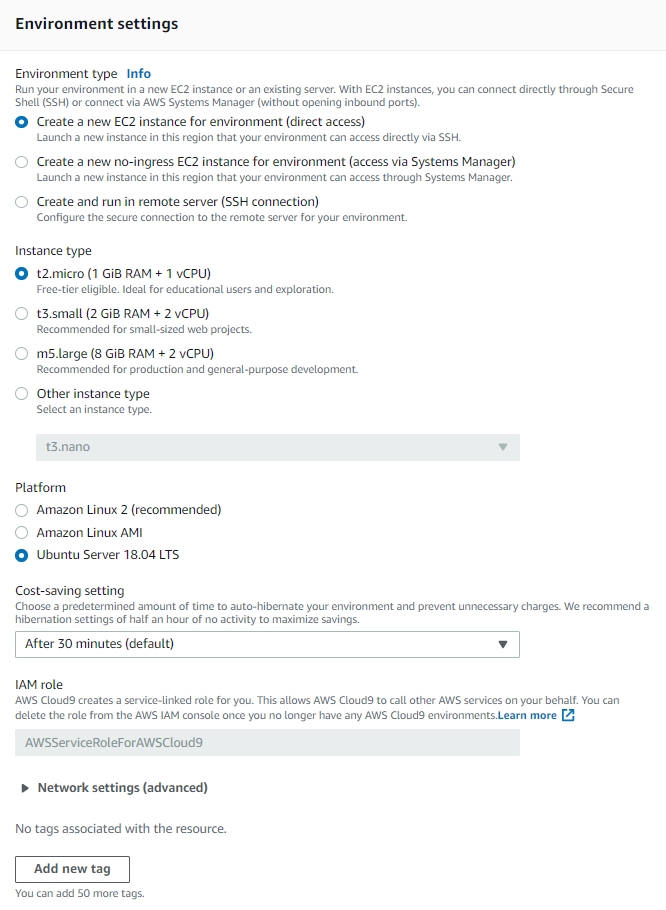 Environment settings
Environment type Info
Run your environment in a new EC2 instance or an existing server. With EC2 instances, you can connect directly through Secure
Shell (SSH) or connect via AWS Systems Manager (without opening inbound ports).
Create a new EC2 instance for environment (direct access)
Launch a new instance in this region that your environment can access directly via SSH.
Create a new no-ingress EC2 instance for environment (access via Systems Manager)
Launch a new instance in this region that your environment can access through Systems Manager.
Create and run in remote server (SSH connection)
Configure the secure connection to the remote server for your environment.
Instance type
t2.micro (1 GiB RAM + 1 vCPU)
Free-tier eligible. Ideal for educational users and exploration.
t3.small (2 GiB RAM + 2 vCPU)
Recommended for small-sized web projects.
m5.large (8 GiB RAM + 2 vCPU)
Recommended for production and general-purpose development.
Other instance type
Select an instance type.
t3.nano
Platform
Amazon Linux 2 (recommended)
Amazon Linux AMI
Ubuntu Server 18.04 LTS
Cost-saving setting
Choose a predetermined amount of time to auto-hibernate your environment and prevent unnecessary charges. We recommend a
hibernation settings of half an hour of no activity to maximize savings.
After 30 minutes (default)
IAM role
AWS Cloud9 creates a service-linked role for you. This allows AWS Cloud9 to call other AWS services on your behalf. You can
delete the role from the AWS IAM console once you no longer have any AWS Cloud9 environments.Learn more
AWSServiceRoleForAWSCloud9
Network settings (advanced)
No tags associated with the resource.
Add new tag
You can add 50 more tags.